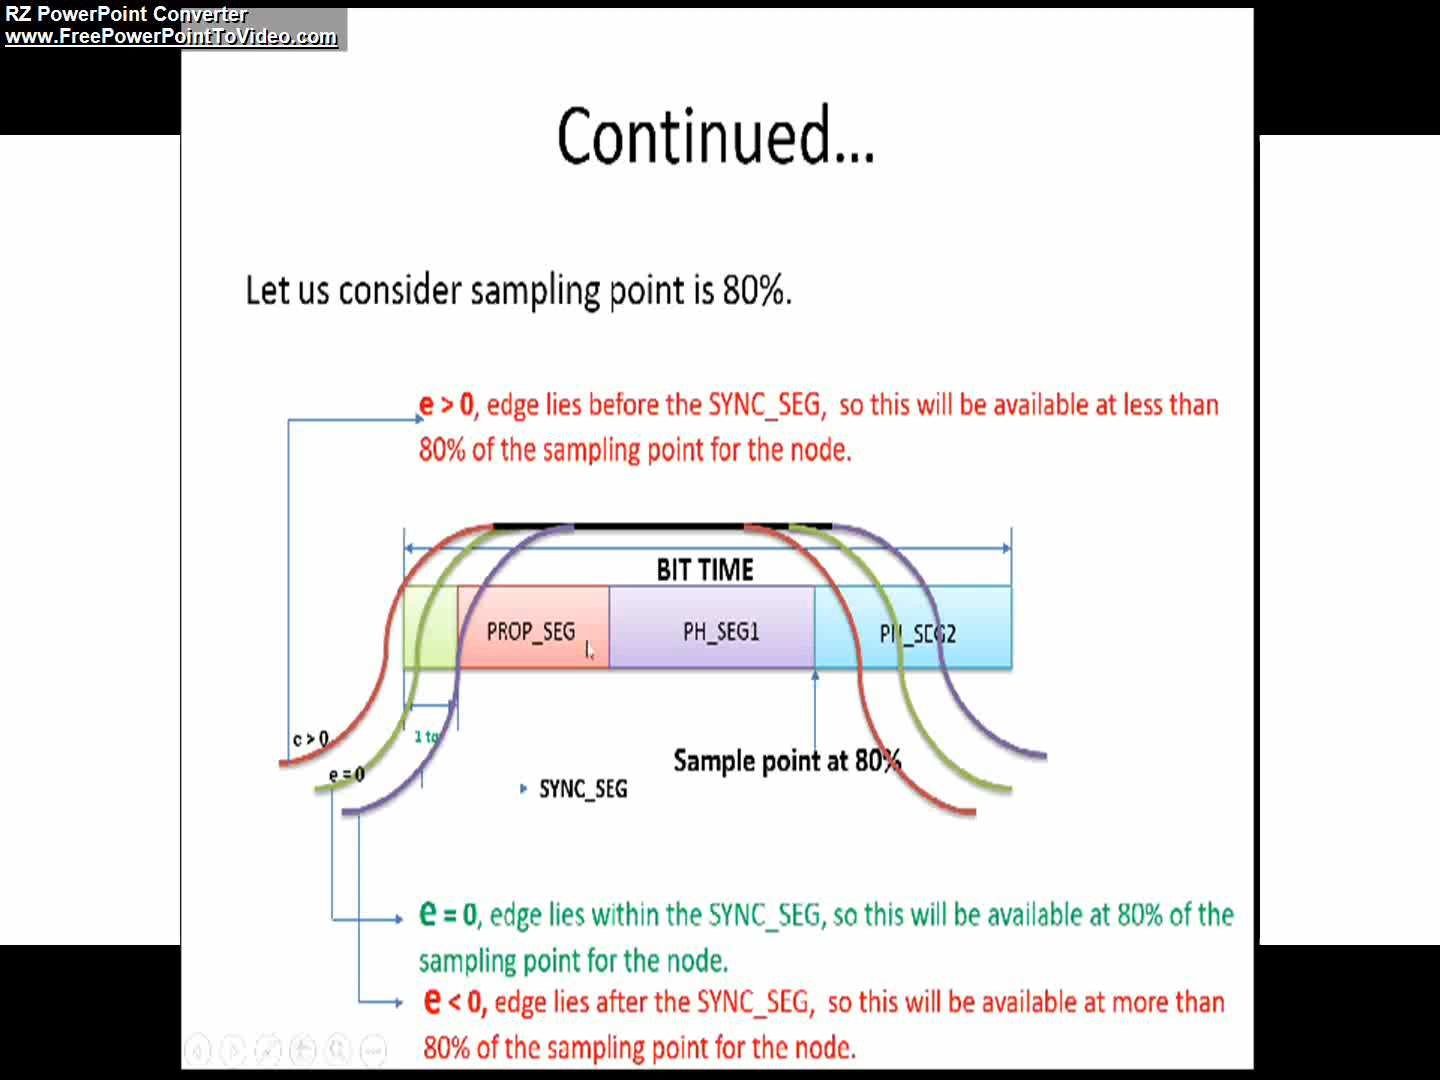 RZ PowerPoint Converter
www.FreePowerPointToVideo.com
Continued...
Let us consider sampling point is 80%.
e > 0, edge lies before the SYNC_SEG, so this will be available at less than
80% of the sampling point for the node.
BIT TIME
PROP_SEG
PH_SEG1
PH_SEG2
c > 0
1 tq
e = 0
Sample point at 80%
SYNC_SEG
e = 0, edge lies within the SYNC_SEG, so this will be available at 80% of the
sampling point for the node.
e < 0, edge lies after the SYNC_SEG, so this will be available at more than
80% of the sampling point for the node.